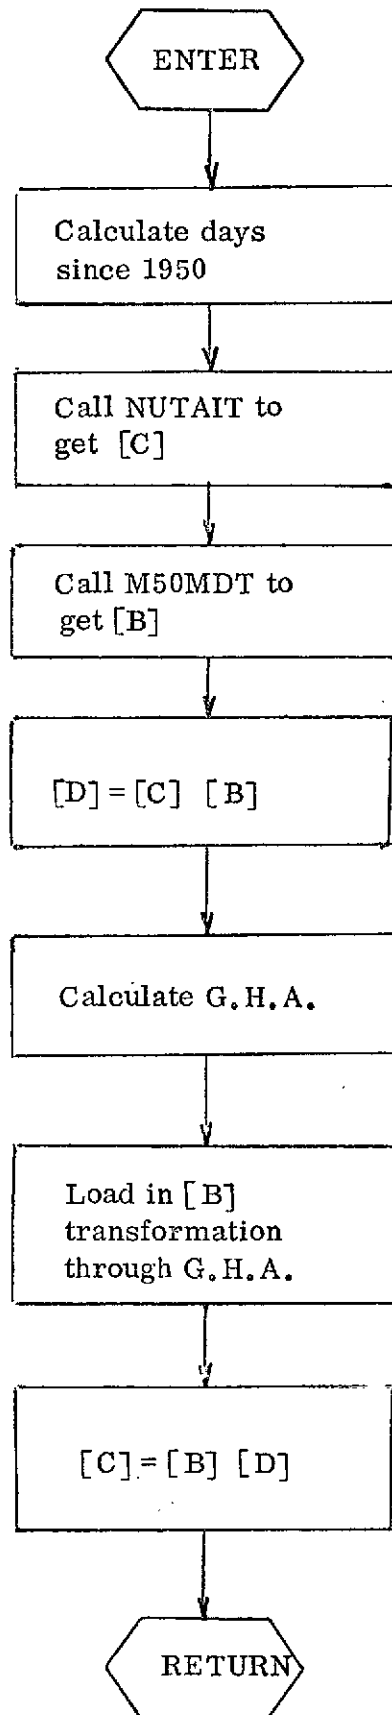 ENTER
Calculate days
since 1950
Call NUTAIT to
get [C]
Call M50MDT to
get [B]
[D] = [C] [B]
Calculate G.H.A.
Load in [B]
transformation
through G.H.A.
[C] = [B] [D]
RETURN